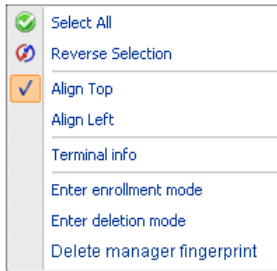 Select All
Reverse Selection
Align Top
Align Left
Terminal info
Enter enrollment mode
Enter deletion mode
Delete manager fingerprint